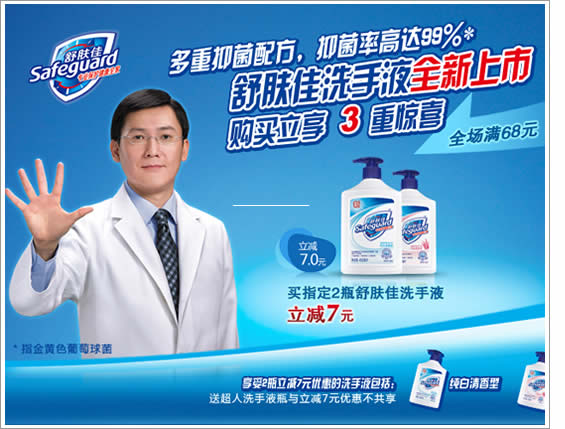 舒肤佳
Safeguard
多重抑菌配方，抑菌率高达99%*
舒肤佳洗手液全新上市
购买立享 3 重惊喜
全场满68元
立减
7.0元
舒肤佳
Safeguard
买指定2瓶舒肤佳洗手液
立减7元
* 指金黄色葡萄球菌
享受2瓶立减7元优惠的洗手液包括:
纯白清香型
送超人洗手液瓶与立减7元优惠不共享